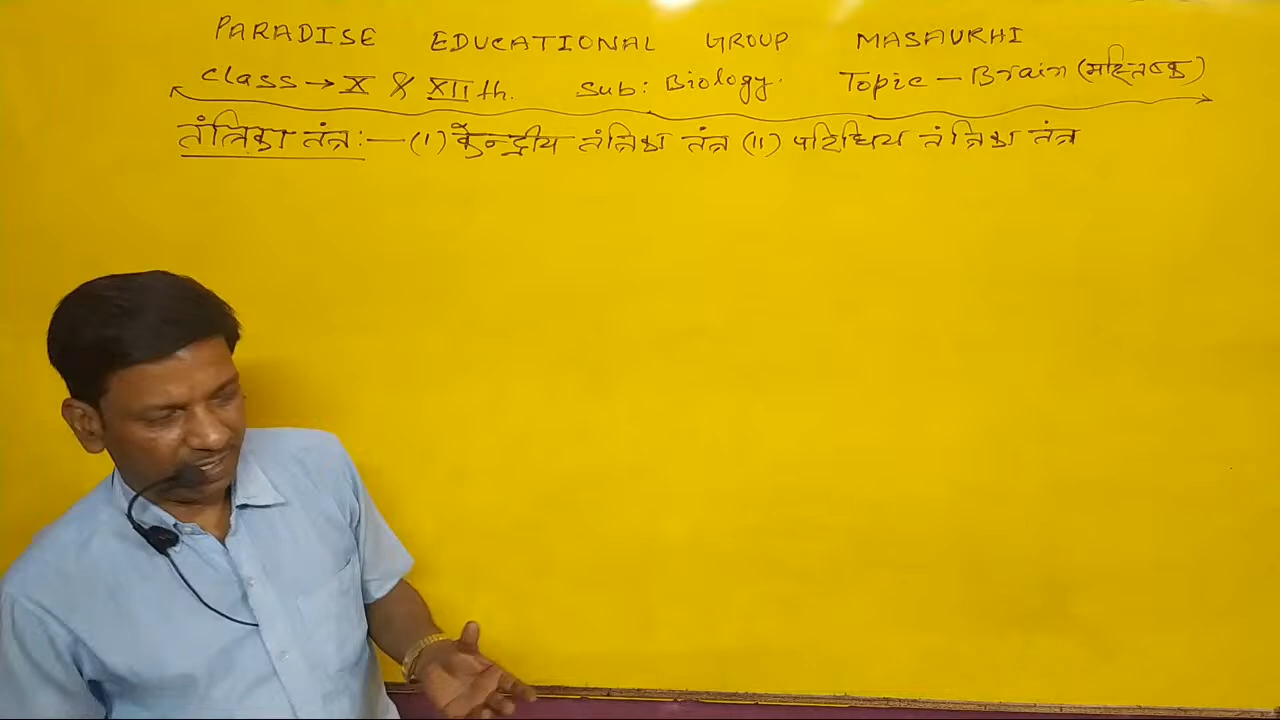 PARADISE EDUCATIONAL GROUP MASAURHI
Class → X & XIIth. Sub: Biology. Topic - Brain (मस्तिष्क)
तंत्रिका तंत्र :— (I) केन्द्रीय तंत्रिका तंत्र (II) परिधिय तंत्रिका तंत्र